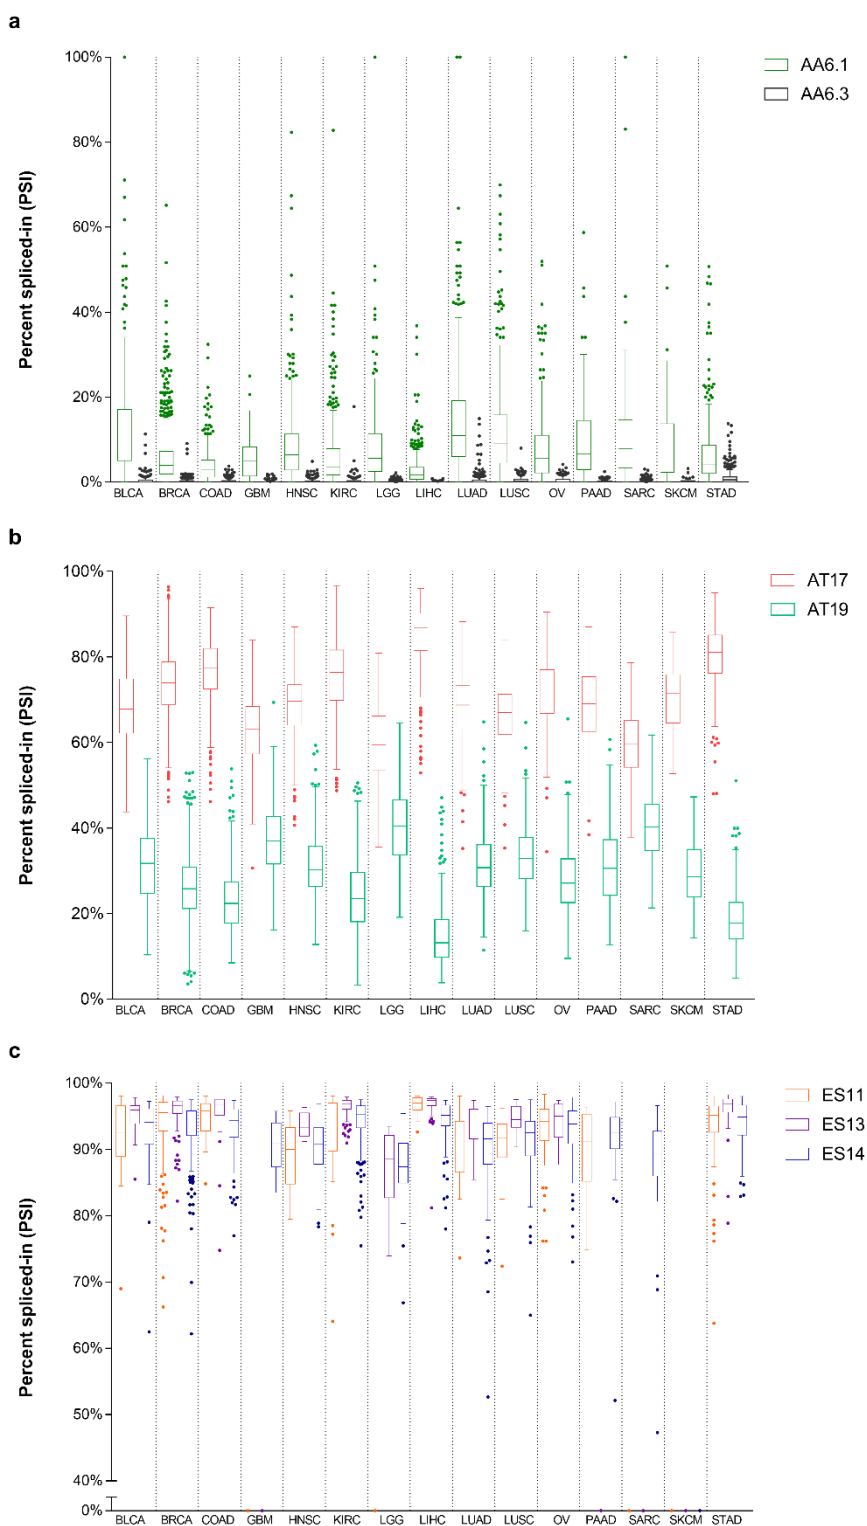 a
100%
80%
60%
40%
20%
0%
Percent spliced-in (PSI)
AA6.1
AA6.3
BLCA BRCA COAD GBM HNSC KIRC LGG LIHC LUAD LUSC OV PAAD SARC SKCM STAD
b
100%
80%
60%
40%
20%
0%
Percent spliced-in (PSI)
AT17
AT19
BLCA BRCA COAD GBM HNSC KIRC LGG LIHC LUAD LUSC OV PAAD SARC SKCM STAD
c
100%
90%
80%
70%
60%
50%
40%
0%
Percent spliced-in (PSI)
ES11
ES13
ES14
BLCA BRCA COAD GBM HNSC KIRC LGG LIHC LUAD LUSC OV PAAD SARC SKCM STAD